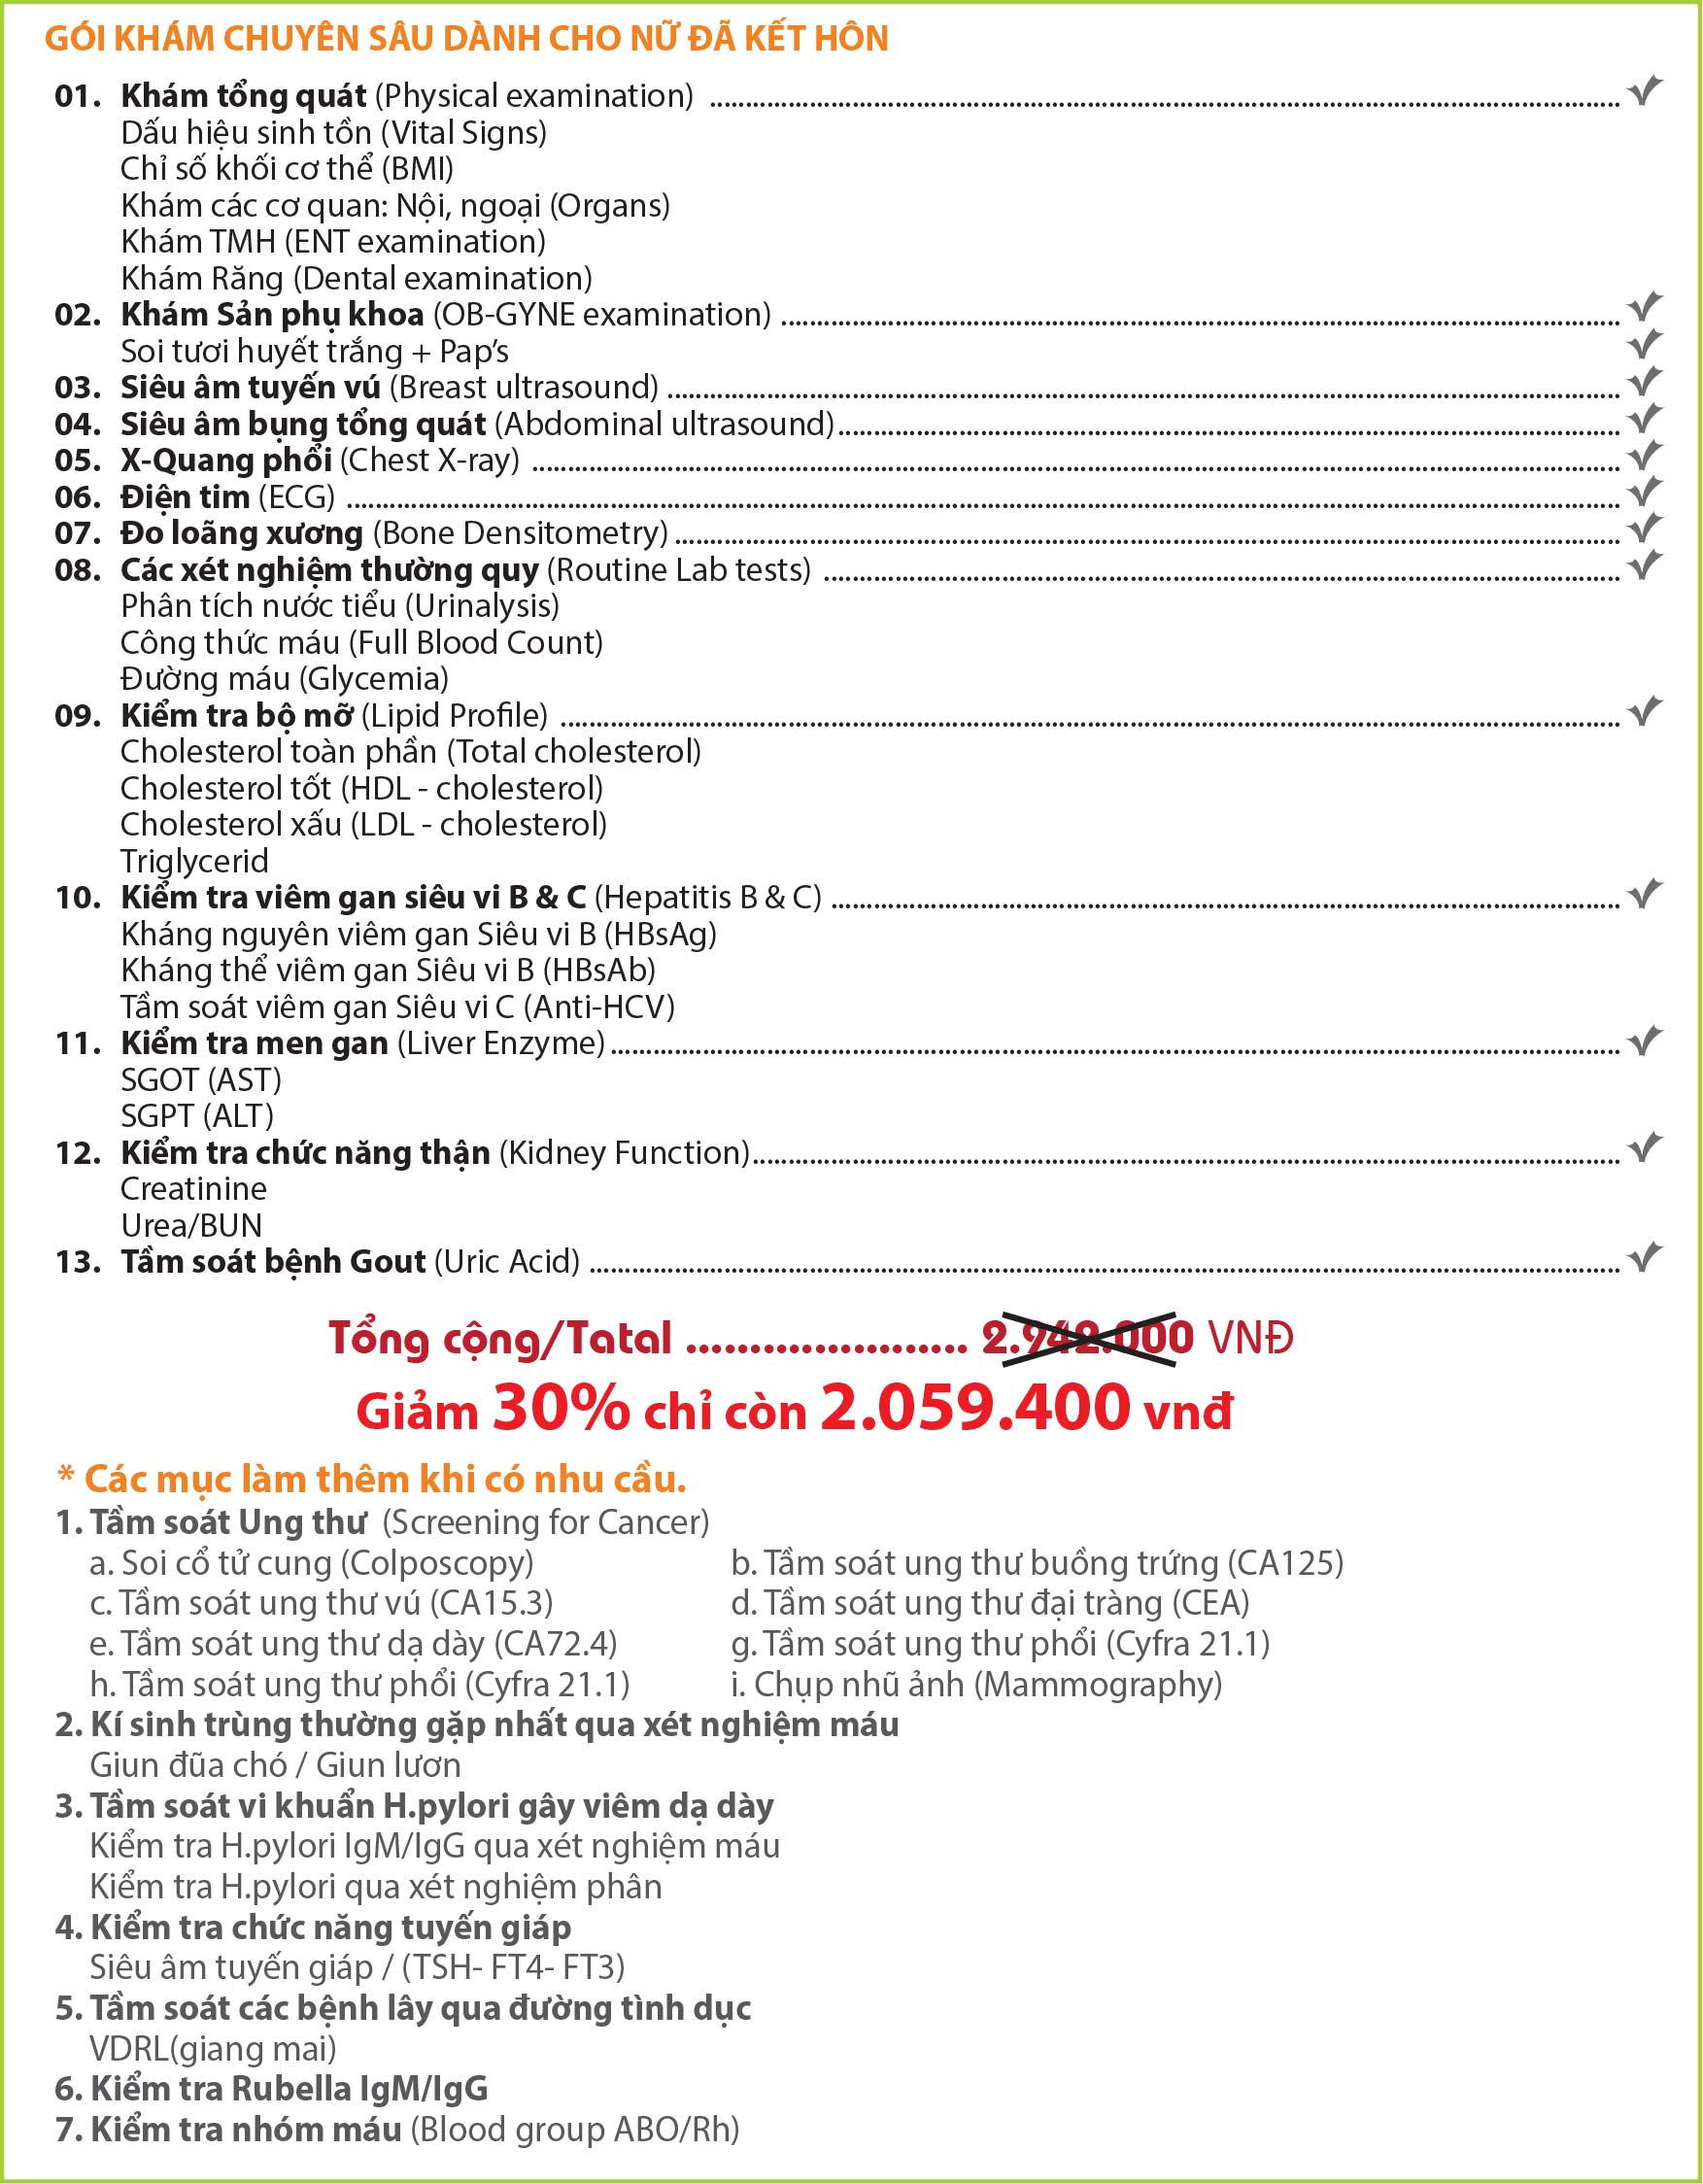 GÓI KHÁM CHUYÊN SÂU DÀNH CHO NỮ ĐÃ KẾT HÔN
01. Khám tổng quát (Physical examination)
Dấu hiệu sinh tồn (Vital Signs)
Chỉ số khối cơ thể (BMI)
Khám các cơ quan: Nội, ngoại (Organs)
Khám TMH (ENT examination)
Khám Răng (Dental examination)
02. Khám Sản phụ khoa (OB-GYNE examination)
Soi tươi huyết trắng + Pap’s
03. Siêu âm tuyến vú (Breast ultrasound)
04. Siêu âm bụng tổng quát (Abdominal ultrasound)
05. X-Quang phổi (Chest X-ray)
06. Điện tim (ECG)
07. Đo loãng xương (Bone Densitometry)
08. Các xét nghiệm thường quy (Routine Lab tests)
Phân tích nước tiểu (Urinalysis)
Công thức máu (Full Blood Count)
Đường máu (Glycemia)
09. Kiểm tra bộ mỡ (Lipid Profile)
Cholesterol toàn phần (Total cholesterol)
Cholesterol tốt (HDL - cholesterol)
Cholesterol xấu (LDL - cholesterol)
Triglycerid
10. Kiểm tra viêm gan siêu vi B & C (Hepatitis B & C)
Kháng nguyên viêm gan Siêu vi B (HBsAg)
Kháng thể viêm gan Siêu vi B (HBsAb)
Tầm soát viêm gan Siêu vi C (Anti-HCV)
11. Kiểm tra men gan (Liver Enzyme)
SGOT (AST)
SGPT (ALT)
12. Kiểm tra chức năng thận (Kidney Function)
Creatinine
Urea/BUN
13. Tầm soát bệnh Gout (Uric Acid)
Tổng cộng/Tatal ...................... 2.942.000 VNĐ
Giảm 30% chỉ còn 2.059.400 vnđ
* Các mục làm thêm khi có nhu cầu.
1. Tầm soát Ung thư (Screening for Cancer)
a. Soi cổ tử cung (Colposcopy) b. Tầm soát ung thư buồng trứng (CA125)
c. Tầm soát ung thư vú (CA15.3) d. Tầm soát ung thư đại tràng (CEA)
e. Tầm soát ung thư dạ dày (CA72.4) g. Tầm soát ung thư phổi (Cyfra 21.1)
h. Tầm soát ung thư phổi (Cyfra 21.1) i. Chụp nhũ ảnh (Mammography)
2. Kí sinh trùng thường gặp nhất qua xét nghiệm máu
Giun đũa chó / Giun lươn
3. Tầm soát vi khuẩn H.pylori gây viêm dạ dày
Kiểm tra H.pylori IgM/IgG qua xét nghiệm máu
Kiểm tra H.pylori qua xét nghiệm phân
4. Kiểm tra chức năng tuyến giáp
Siêu âm tuyến giáp / (TSH- FT4- FT3)
5. Tầm soát các bệnh lây qua đường tình dục
VDRL(giang mai)
6. Kiểm tra Rubella IgM/IgG
7. Kiểm tra nhóm máu (Blood group ABO/Rh)